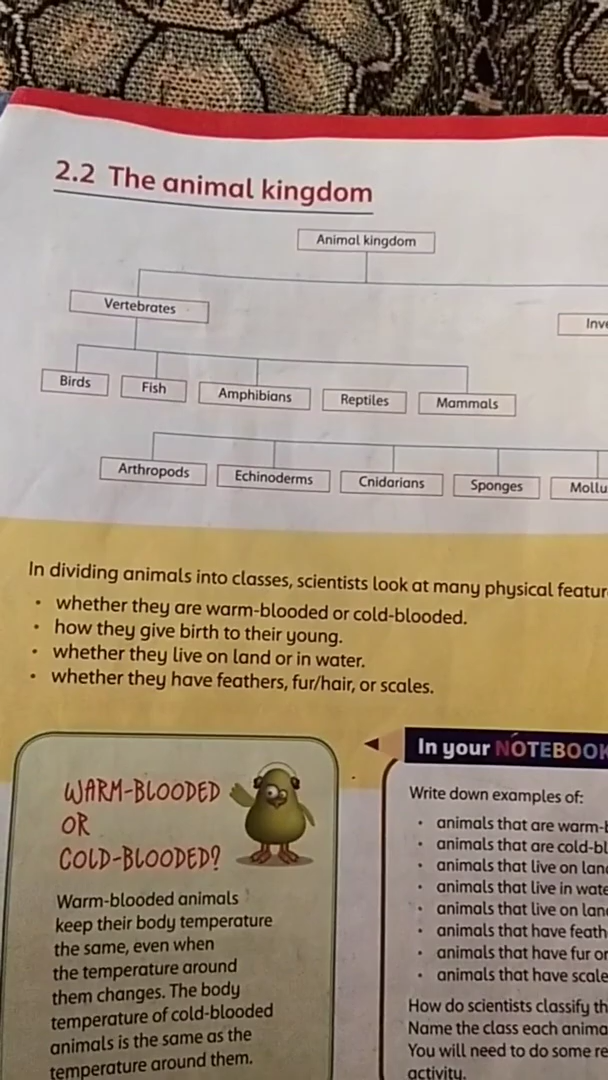 2.2 The animal kingdom
Animal kingdom
Vertebrates
Birds
Fish
Amphibians
Reptiles
Mammals
Arthropods
Echinoderms
Cnidarians
Sponges
In dividing animals into classes, scientists look at many physical
• whether they are warm-blooded or cold-blooded.
• how they give birth to their young.
• whether they live on land or in water.
• whether they have feathers, fur/hair, or scales.
WARM-BLOODED
OR
COLD-BLOODED?
Warm-blooded animals
keep their body temperature
the same, even when
the temperature around
them changes. The body
temperature of cold-blooded
animals is the same as the
temperature around them.
In your NOTEBOOK
Write down examples of:
• animals that are
• animals that are
• animals that live on
• animals that live in
• animals that live on
• animals that have
• animals that have fur
• animals that have
How do scientists classify
Name the class each
You will need to do some
activity.